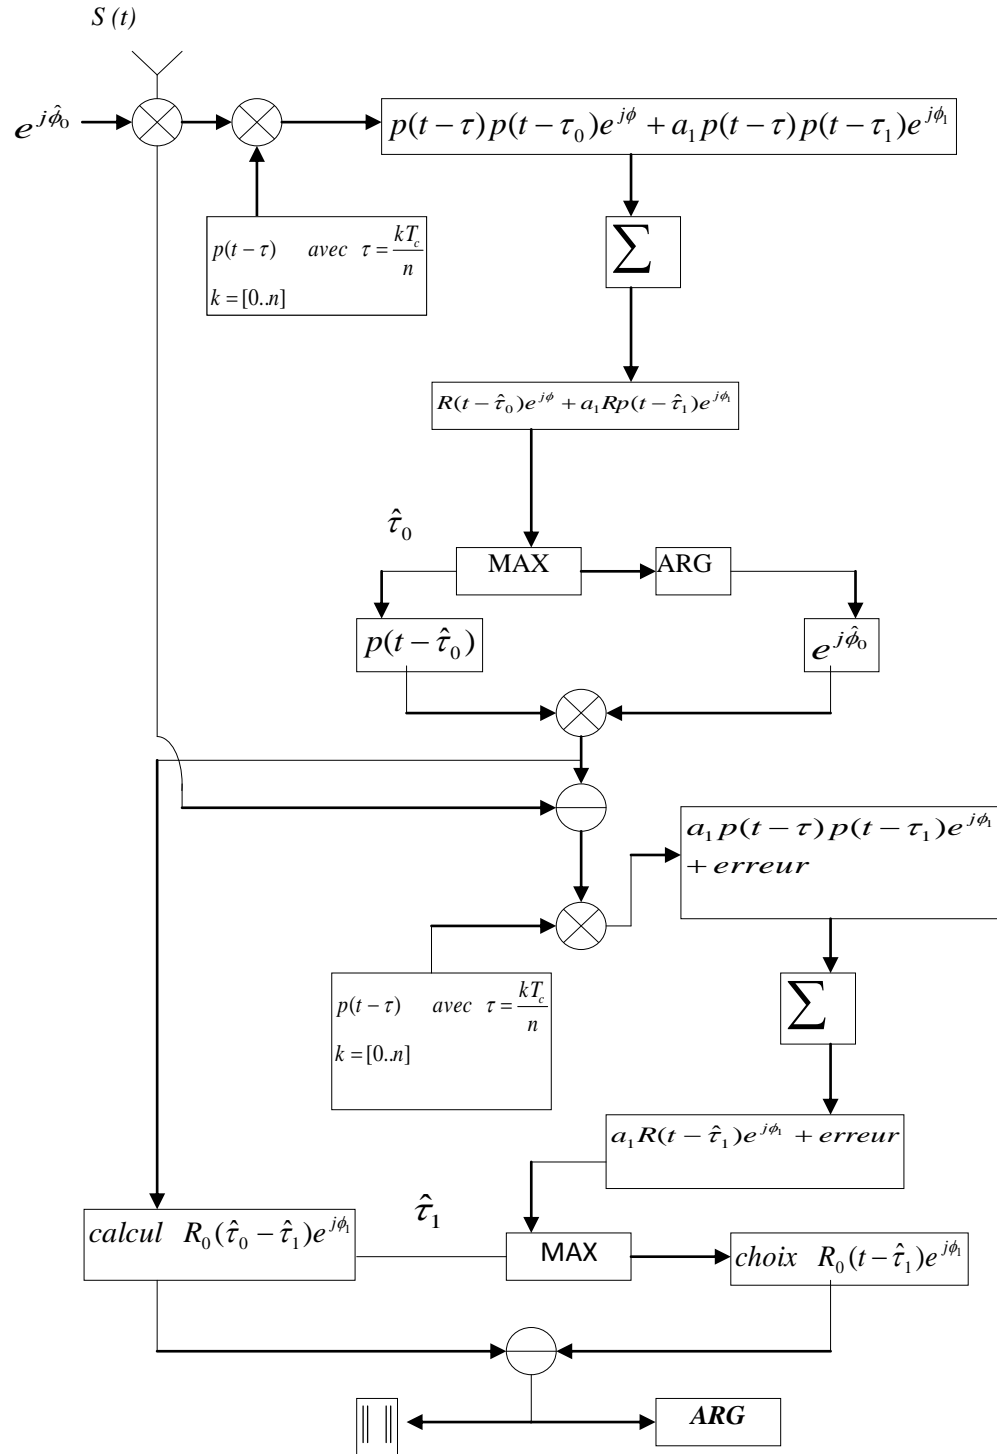 S (t)
e^{jφ̂₀}
p(t − τ) p(t − τ₀)e^{jφ} + a₁ p(t − τ) p(t − τ₁)e^{jφ₁}
p(t − τ) avec τ = kT_c / n
k = [0..n]
∑
R(t − τ̂₀)e^{jφ} + a₁Rp(t − τ̂₁)e^{jφ₁}
τ̂₀
MAX
ARG
p(t − τ̂₀)
e^{jφ̂₀}
a₁ p(t − τ) p(t − τ₁)e^{jφ₁}
+ erreur
p(t − τ) avec τ = kT_c / n
k = [0..n]
∑
a₁R(t − τ̂₁)e^{jφ₁} + erreur
τ̂₁
calcul R₀(τ̂₀ − τ̂₁)e^{jφ₁}
MAX
choix R₀(t − τ̂₁)e^{jφ₁}
‖ ‖
ARG